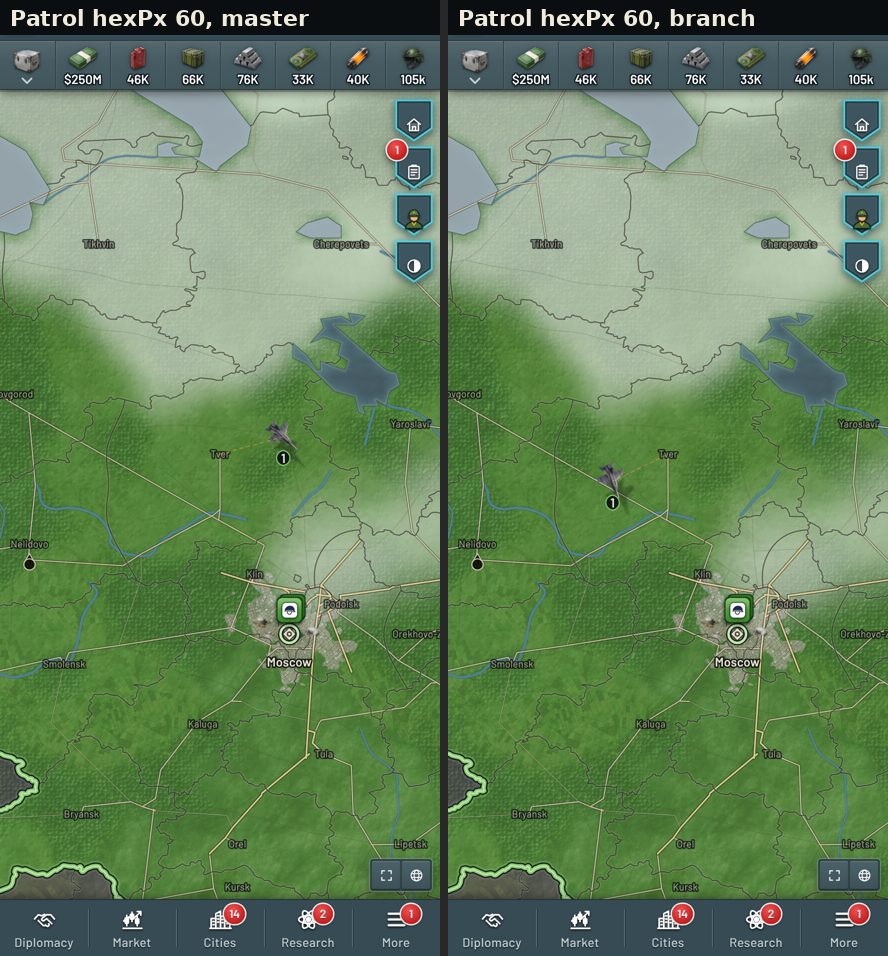 Patrol hexPx 60, master
$250M 46K 66K 76K 33K 40K 105k
1
Tikhvin
Cherepovets
ovgorod
Yaroslavl'
Tver
1
Nelidovo
Klin
Podolsk
Orekhovo-Z
Smolensk
Moscow
Kaluga
Tula
Bryansk
Orel
Lipetsk
Kursk
14 2 1
Diplomacy Market Cities Research More
Patrol hexPx 60, branch
$250M 46K 66K 76K 33K 40K 105k
1
Tikhvin
Cherepovets
ovgorod
Yaroslavl
Tver
1
Nelidovo
Klin
Podolsk
Orekhovo-Z
Smolensk
Moscow
Kaluga
Tula
Bryansk
Orel
Lipetsk
Kursk
14 2 1
Diplomacy Market Cities Research More